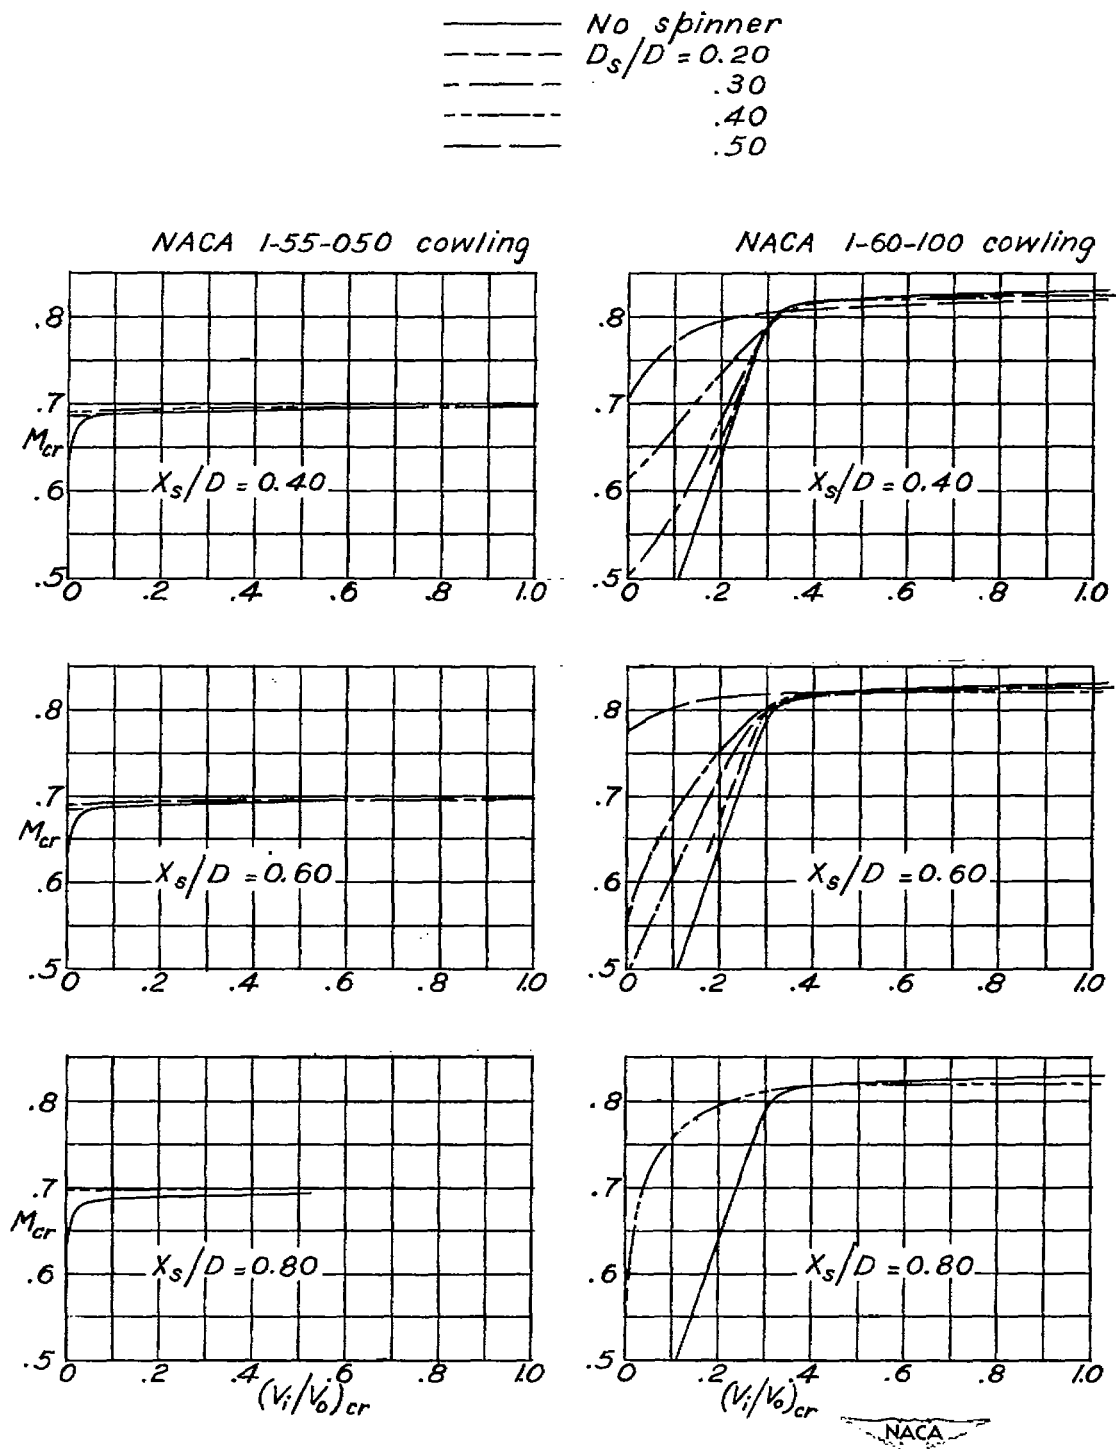 No spinner
Ds/D = 0.20
.30
.40
.50
NACA 1-55-050 cowling
NACA 1-60-100 cowling
.8
.7
Mcr
.6
.5
Xs/D = 0.40
0 .2 .4 .6 .8 1.0
.8
.7
.6
.5
Xs/D = 0.40
0 .2 .4 .6 .8 1.0
.8
.7
Mcr
.6
.5
Xs/D = 0.60
0 .2 .4 .6 .8 1.0
.8
.7
.6
.5
Xs/D = 0.60
0 .2 .4 .6 .8 1.0
.8
.7
Mcr
.6
.5
Xs/D = 0.80
0 .2 .4 .6 .8 1.0
(Vi/Vo)cr
.8
.7
.6
.5
Xs/D = 0.80
0 .2 .4 .6 .8 1.0
(Vi/Vo)cr
NACA